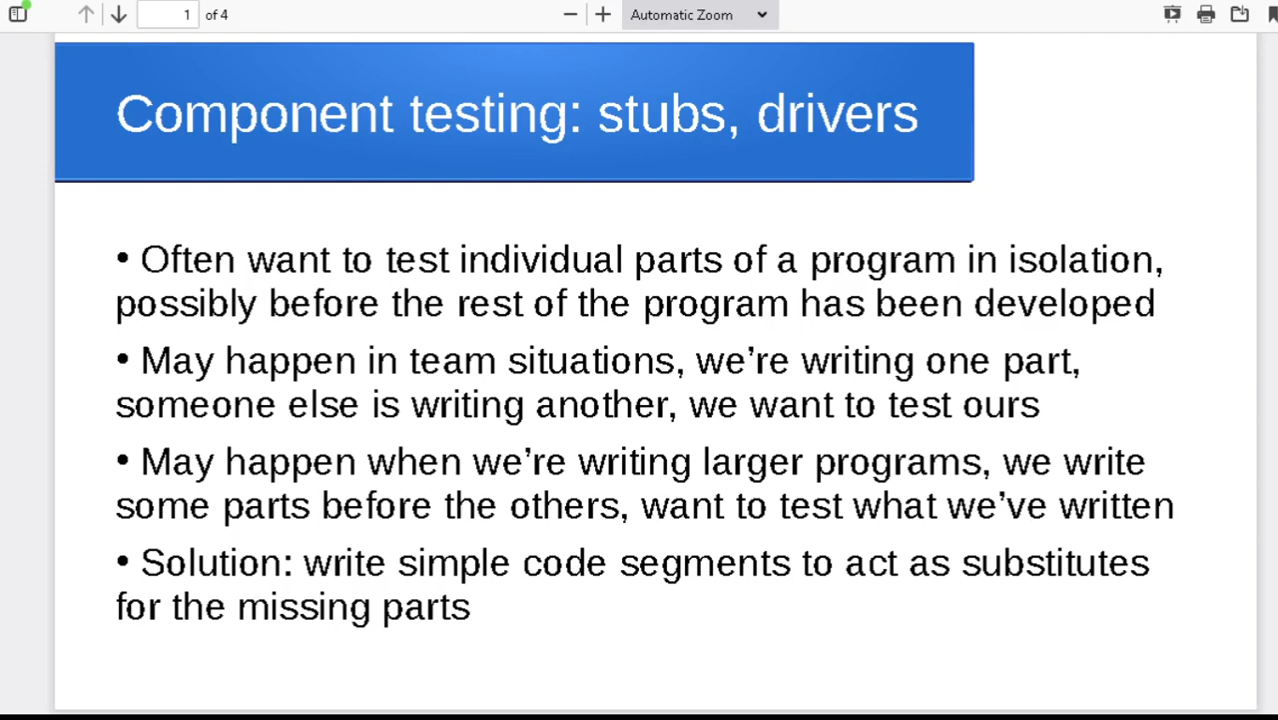 1 of 4
Automatic Zoom
Component testing: stubs, drivers
• Often want to test individual parts of a program in isolation,
possibly before the rest of the program has been developed
• May happen in team situations, we’re writing one part,
someone else is writing another, we want to test ours
• May happen when we’re writing larger programs, we write
some parts before the others, want to test what we’ve written
• Solution: write simple code segments to act as substitutes
for the missing parts